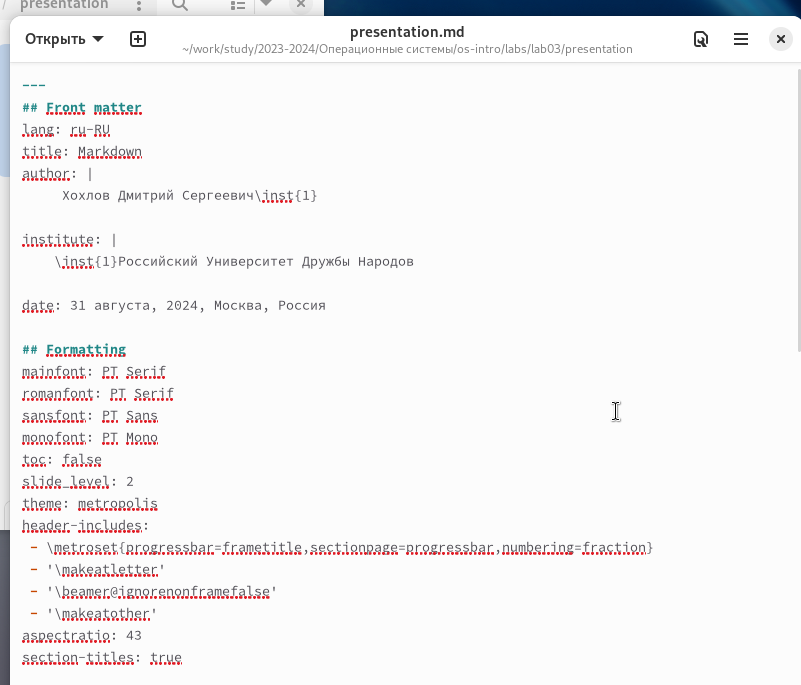 presentation
Открыть
presentation.md
~/work/study/2023-2024/Операционные системы/os-intro/labs/lab03/presentation
---
## Front matter
lang: ru-RU
title: Markdown
author: |
Хохлов Дмитрий Сергеевич\inst{1}
institute: |
\inst{1}Российский Университет Дружбы Народов
date: 31 августа, 2024, Москва, Россия
## Formatting
mainfont: PT Serif
romanfont: PT Serif
sansfont: PT Sans
monofont: PT Mono
toc: false
slide_level: 2
theme: metropolis
header-includes:
- \metroset{progressbar=frametitle,sectionpage=progressbar,numbering=fraction}
- '\makeatletter'
- '\beamer@ignorenonframefalse'
- '\makeatother'
aspectratio: 43
section-titles: true